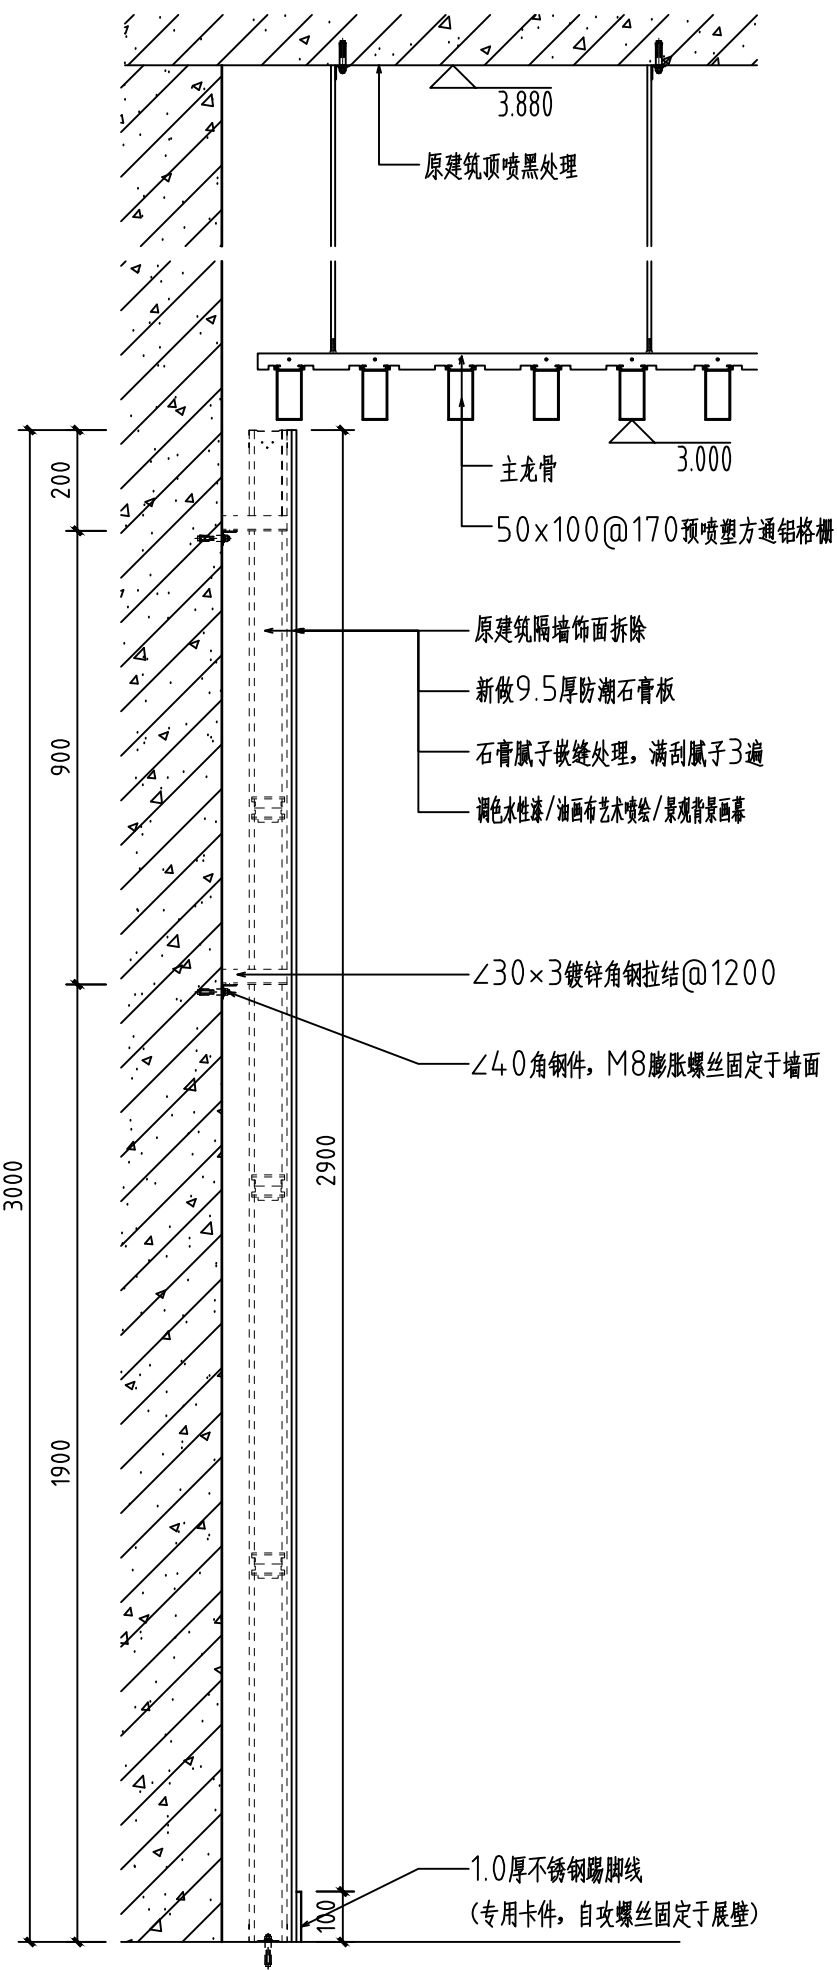 3.880
原建筑顶喷黑处理
3.000
主龙骨
50×100@170预喷塑方通铝格栅
200
原建筑隔墙饰面拆除
新做9.5厚防潮石膏板
900
石膏腻子嵌缝处理，满刮腻子3遍
调色水性漆/油画布艺术喷绘/景观背景画幕
∠30×3镀锌角钢拉结@1200
∠40角钢件，M8膨胀螺丝固定于墙面
3000
2900
1900
1.0厚不锈钢踢脚线
100
（专用卡件，自攻螺丝固定于展壁）